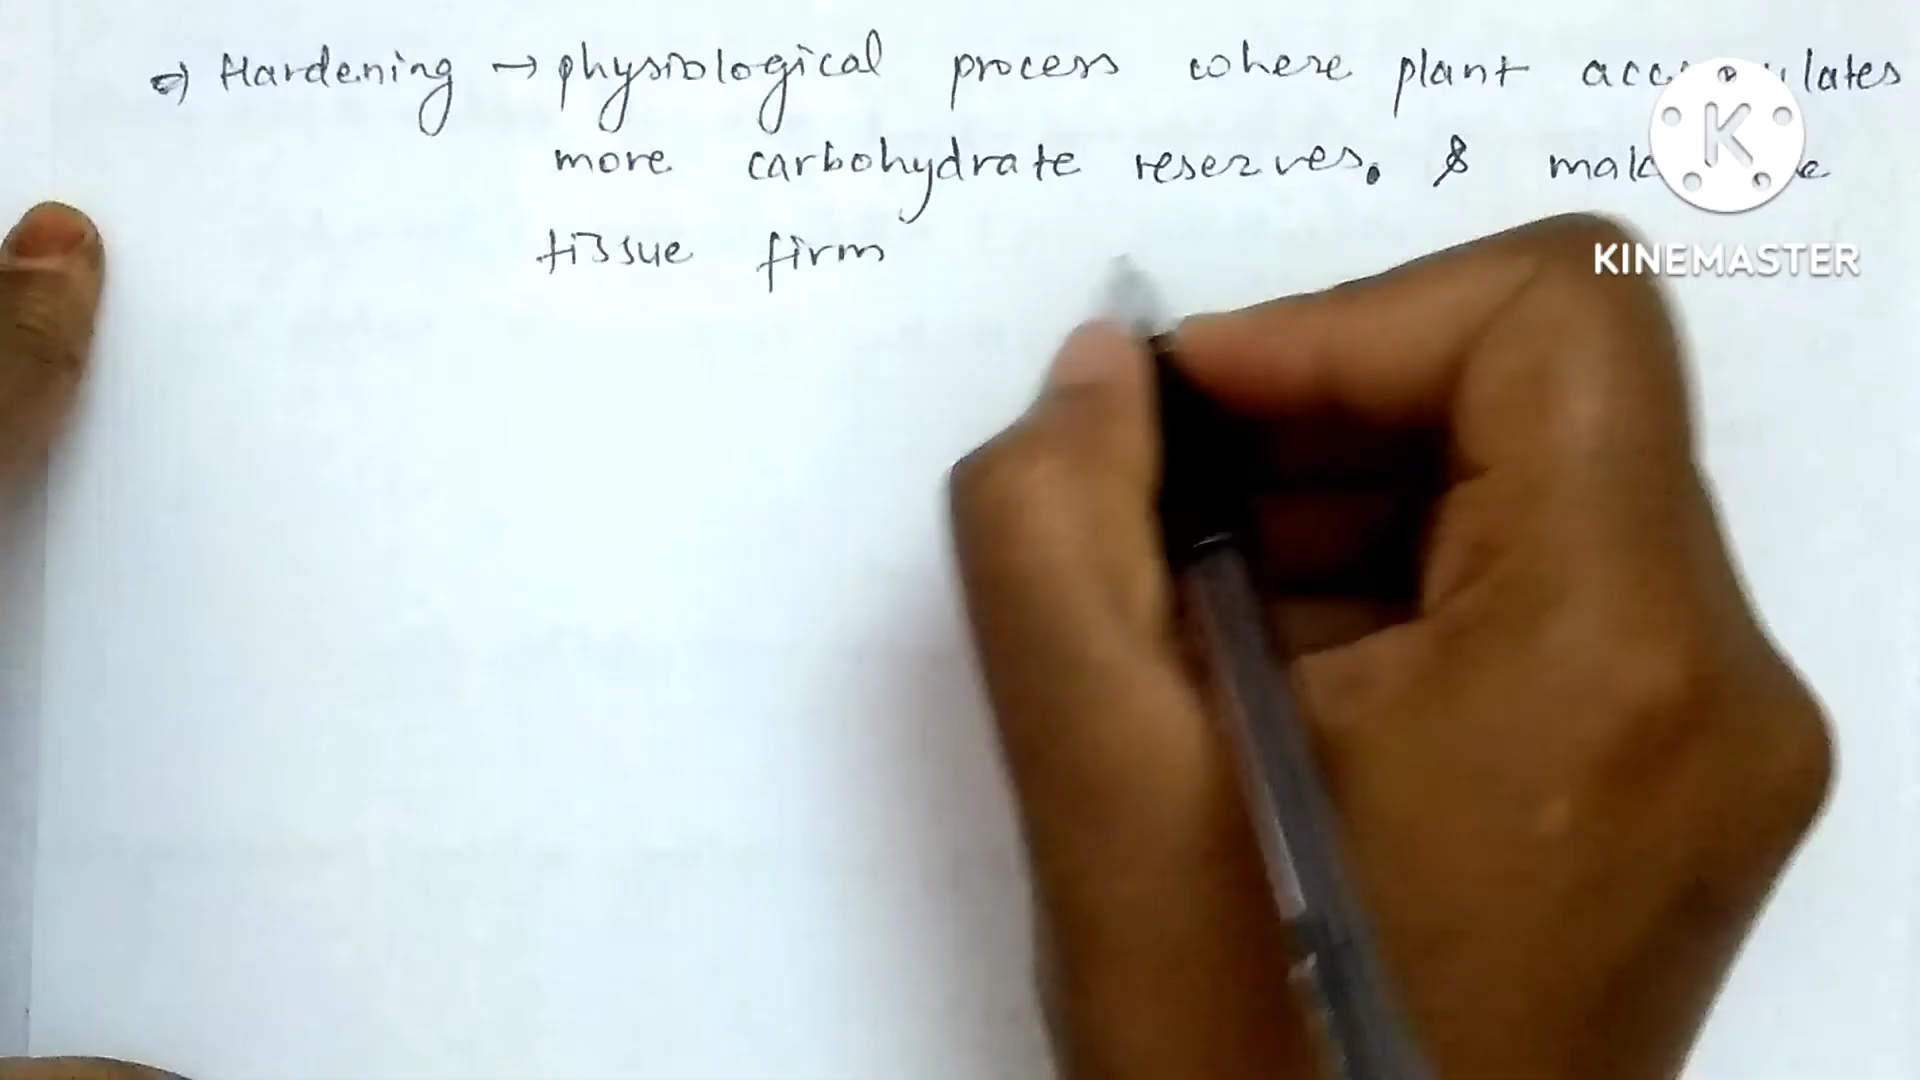 ⇒ Hardening → physiological process where plant
more carbohydrate reserves. &
tissue firm
K
KINEMASTER